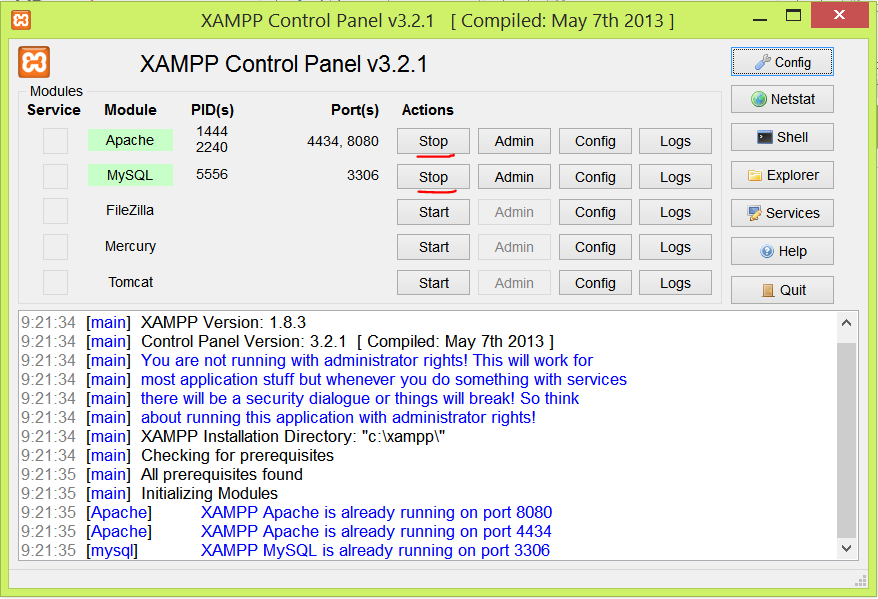 XAMPP Control Panel v3.2.1 [ Compiled: May 7th 2013 ]
XAMPP Control Panel v3.2.1
Config
Modules
Service Module PID(s) Port(s) Actions
Netstat
Apache 1444 2240 4434, 8080 Stop Admin Config Logs
Shell
MySQL 5556 3306 Stop Admin Config Logs
Explorer
FileZilla Start Admin Config Logs
Services
Mercury Start Admin Config Logs
Help
Tomcat Start Admin Config Logs
Quit
9:21:34 [main] XAMPP Version: 1.8.3
9:21:34 [main] Control Panel Version: 3.2.1 [ Compiled: May 7th 2013 ]
9:21:34 [main] You are not running with administrator rights! This will work for
9:21:34 [main] most application stuff but whenever you do something with services
9:21:34 [main] there will be a security dialogue or things will break! So think
9:21:34 [main] about running this application with administrator rights!
9:21:34 [main] XAMPP Installation Directory: "c:\xampp\"
9:21:34 [main] Checking for prerequisites
9:21:35 [main] All prerequisites found
9:21:35 [main] Initializing Modules
9:21:35 [Apache] XAMPP Apache is already running on port 8080
9:21:35 [Apache] XAMPP Apache is already running on port 4434
9:21:35 [mysql] XAMPP MySQL is already running on port 3306